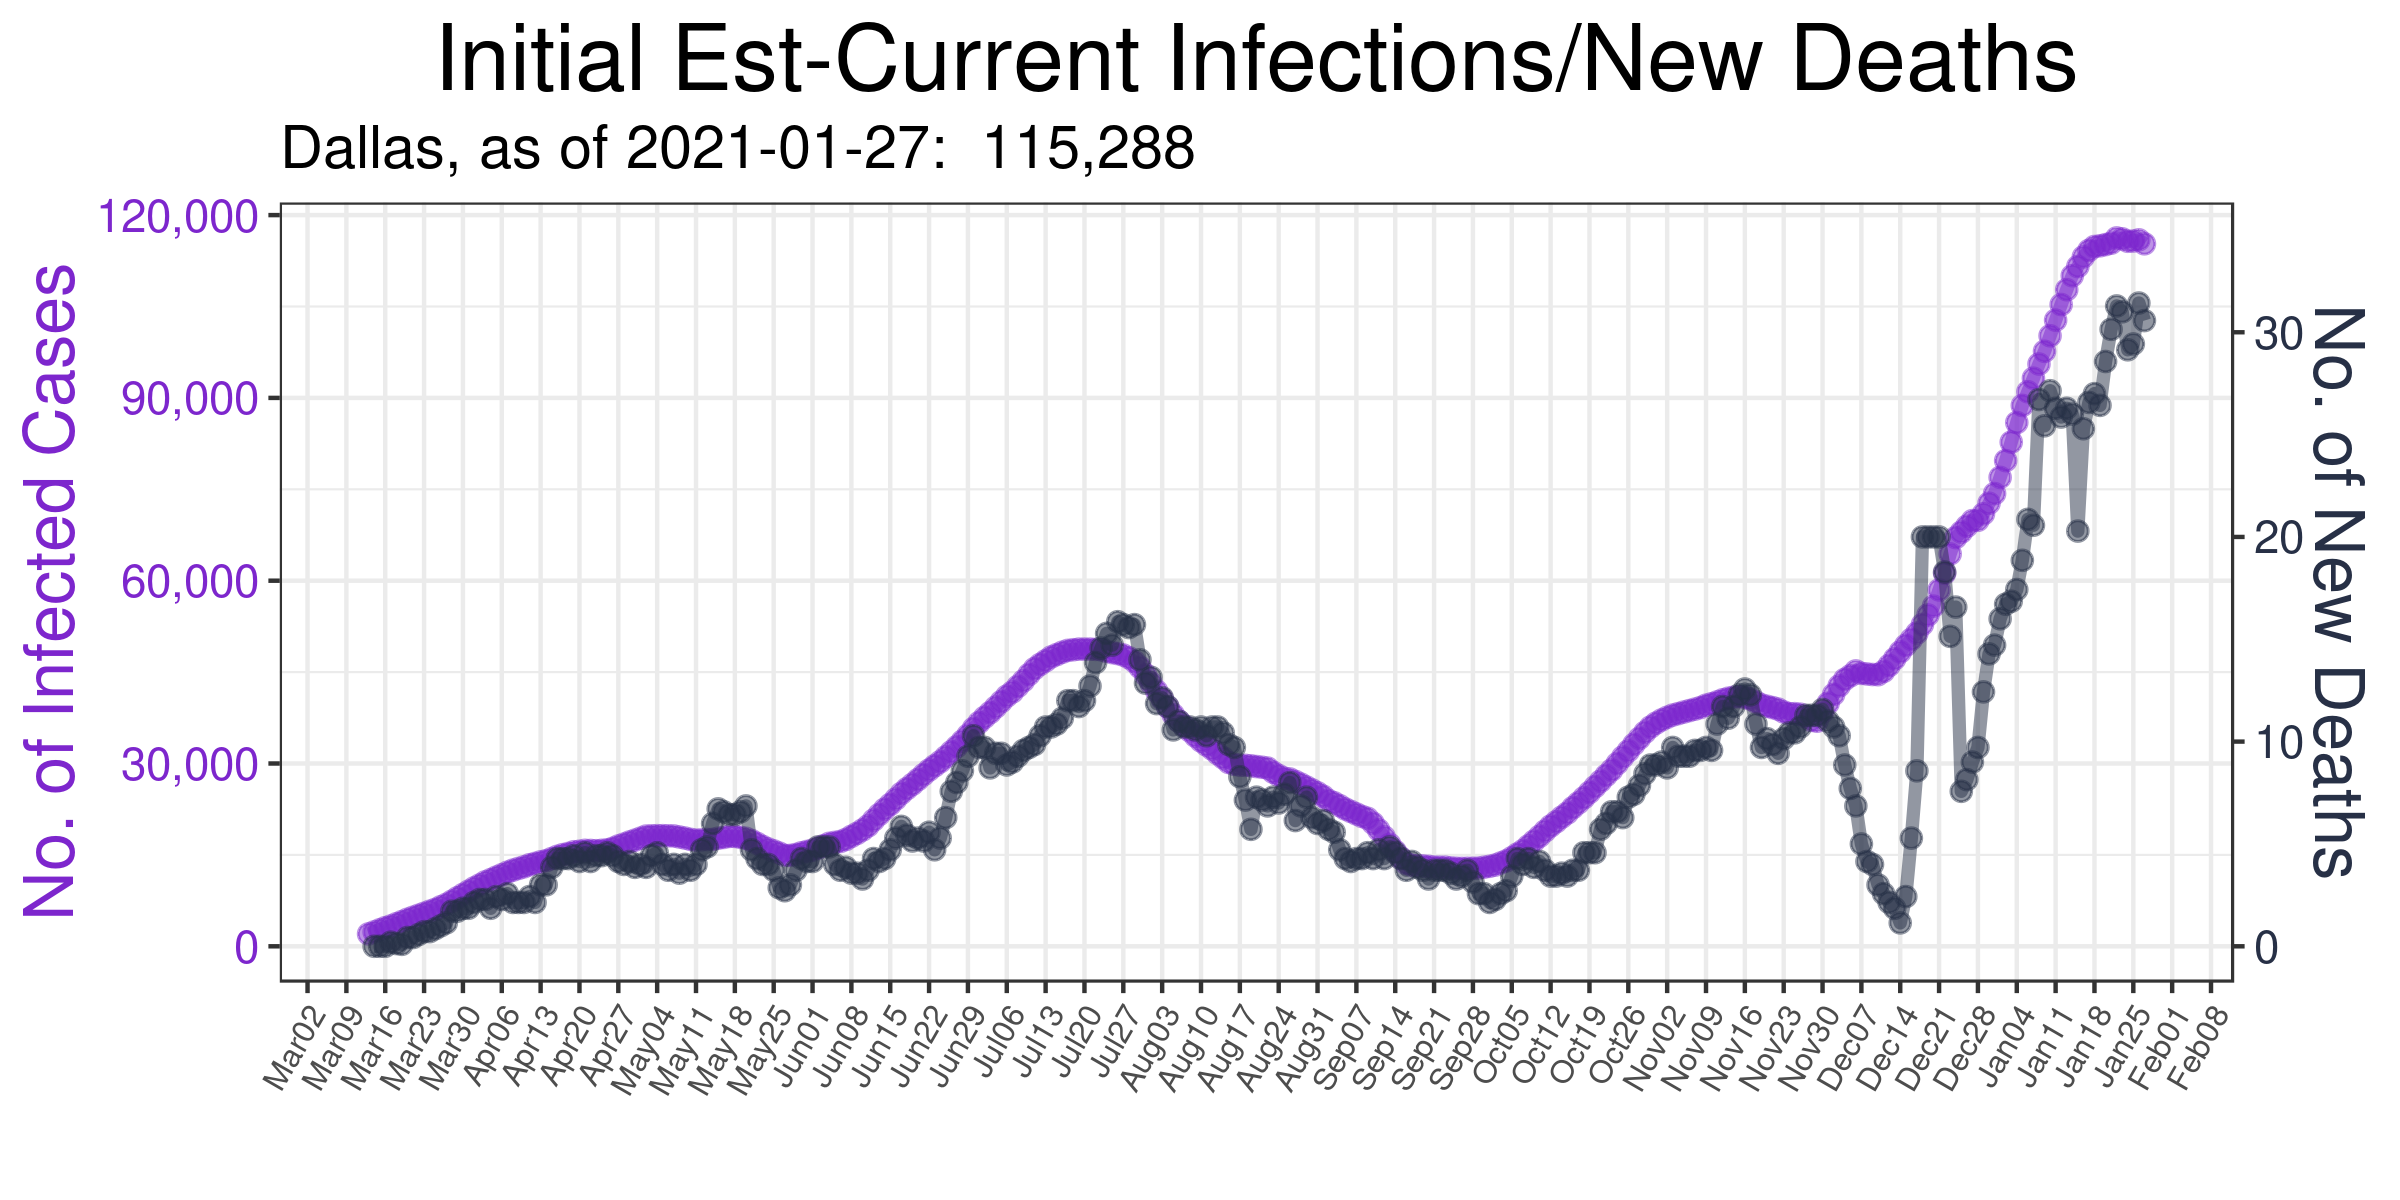 Initial Est-Current Infections/New Deaths
Dallas, as of 2021-01-27:  115,288
No. of Infected Cases
120,000
90,000
60,000
30,000
0
No. of New Deaths
30
20
10
0
Mar02
Mar09
Mar16
Mar23
Mar30
Apr06
Apr13
Apr20
Apr27
May04
May11
May18
May25
Jun01
Jun08
Jun15
Jun22
Jun29
Jul06
Jul13
Jul20
Jul27
Aug03
Aug10
Aug17
Aug24
Aug31
Sep07
Sep14
Sep21
Sep28
Oct05
Oct12
Oct19
Oct26
Nov02
Nov09
Nov16
Nov23
Nov30
Dec07
Dec14
Dec21
Dec28
Jan04
Jan11
Jan18
Jan25
Feb01
Feb08